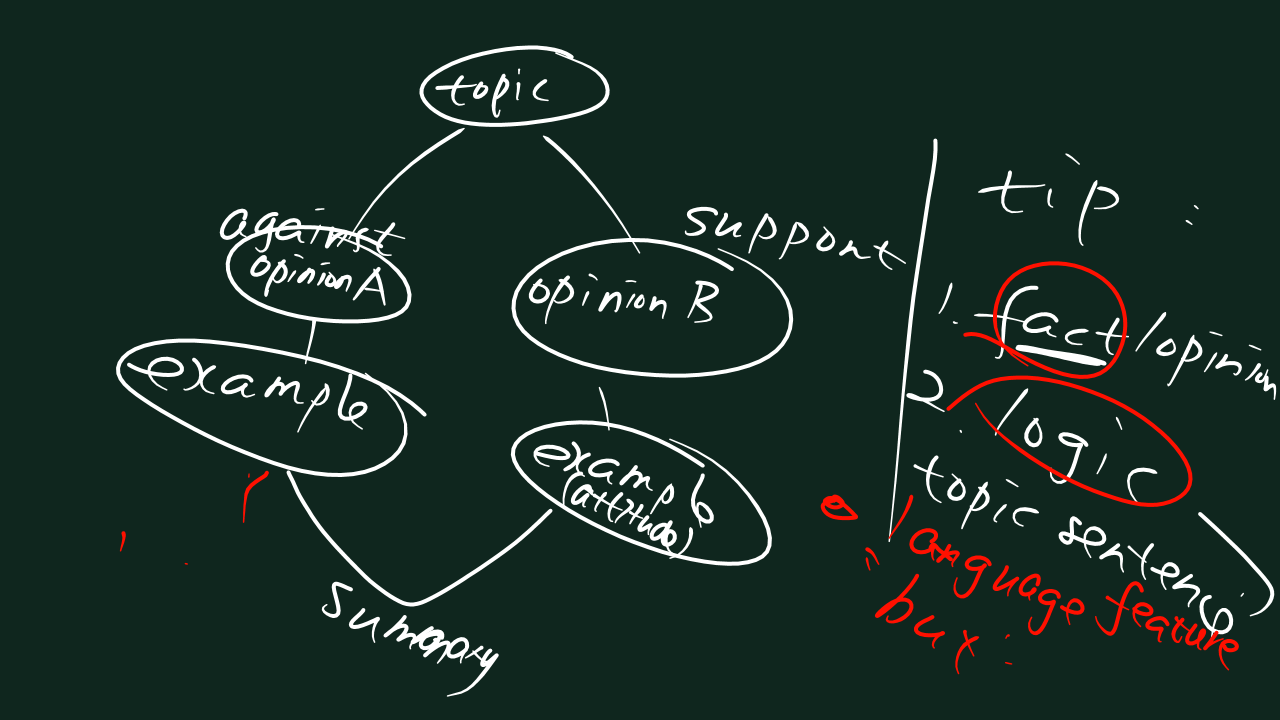 topic
against
opinion A
support
opinion B
example
example
(attitude)
summary
tip :
1. fact/opinion
2. logic
topic sentence
language feature
but :